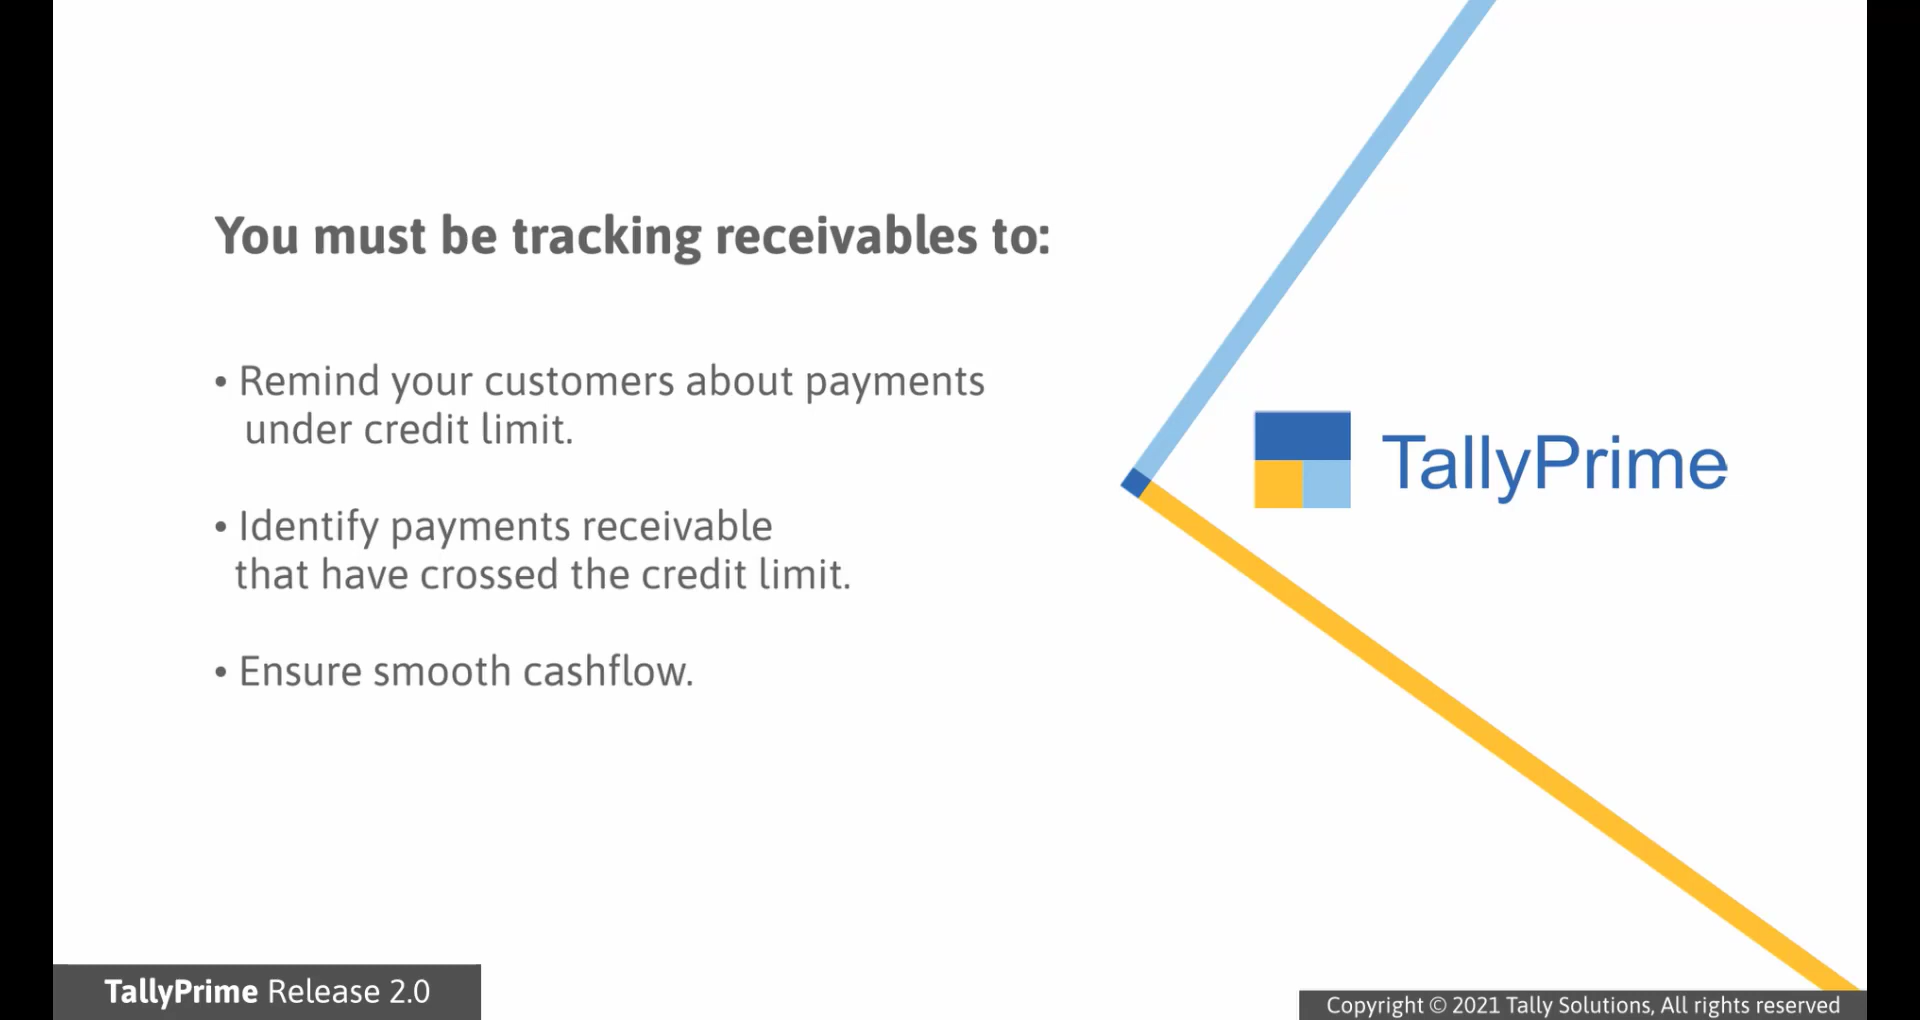 You must be tracking receivables to:
• Remind your customers about payments
under credit limit.
• Identify payments receivable
that have crossed the credit limit.
• Ensure smooth cashflow.
TallyPrime
TallyPrime Release 2.0
Copyright © 2021 Tally Solutions, All rights reserved